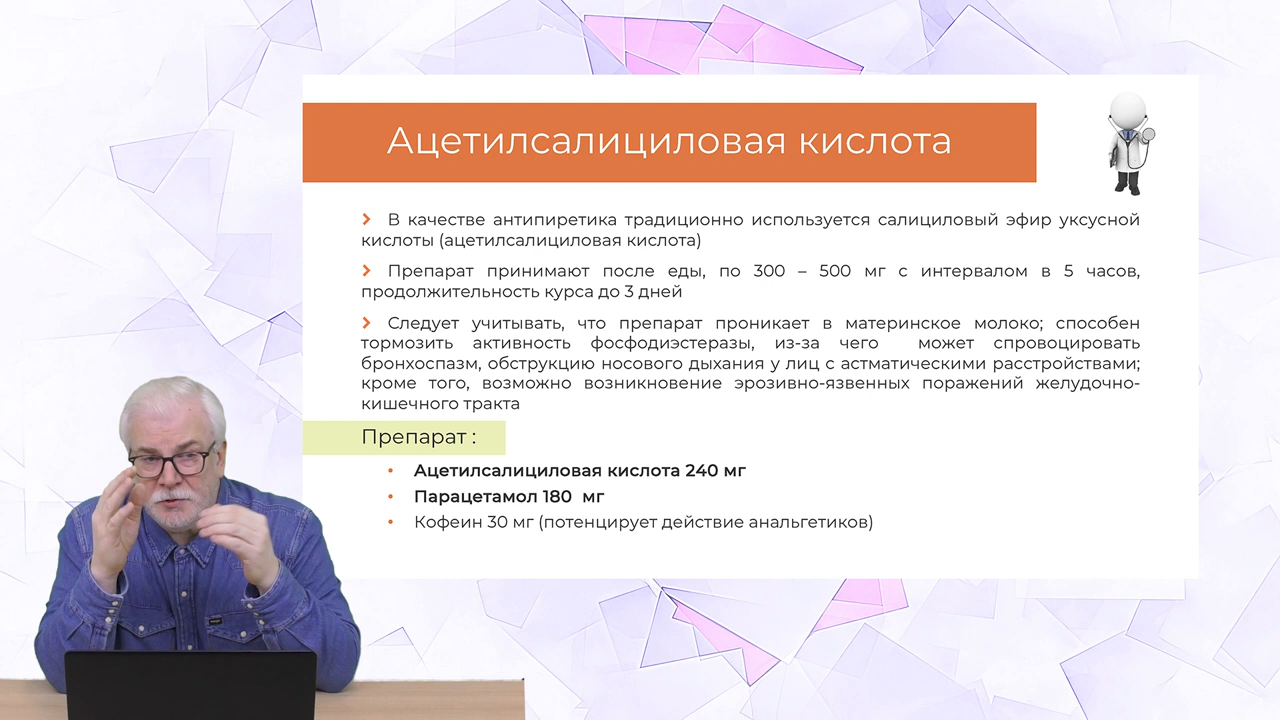 Ацетилсалициловая кислота
В качестве антипиретика традиционно используется салициловый эфир уксусной
кислоты (ацетилсалициловая кислота)
Препарат принимают после еды, по 300 – 500 мг с интервалом в 5 часов,
продолжительность курса до 3 дней
Следует учитывать, что препарат проникает в материнское молоко; способен
тормозить активность фосфодиэстеразы, из-за чего может спровоцировать
бронхоспазм, обструкцию носового дыхания у лиц с астматическими расстройствами;
кроме того, возможно возникновение эрозивно-язвенных поражений желудочно-
кишечного тракта
Препарат :
• Ацетилсалициловая кислота 240 мг
• Парацетамол 180 мг
• Кофеин 30 мг (потенцирует действие анальгетиков)